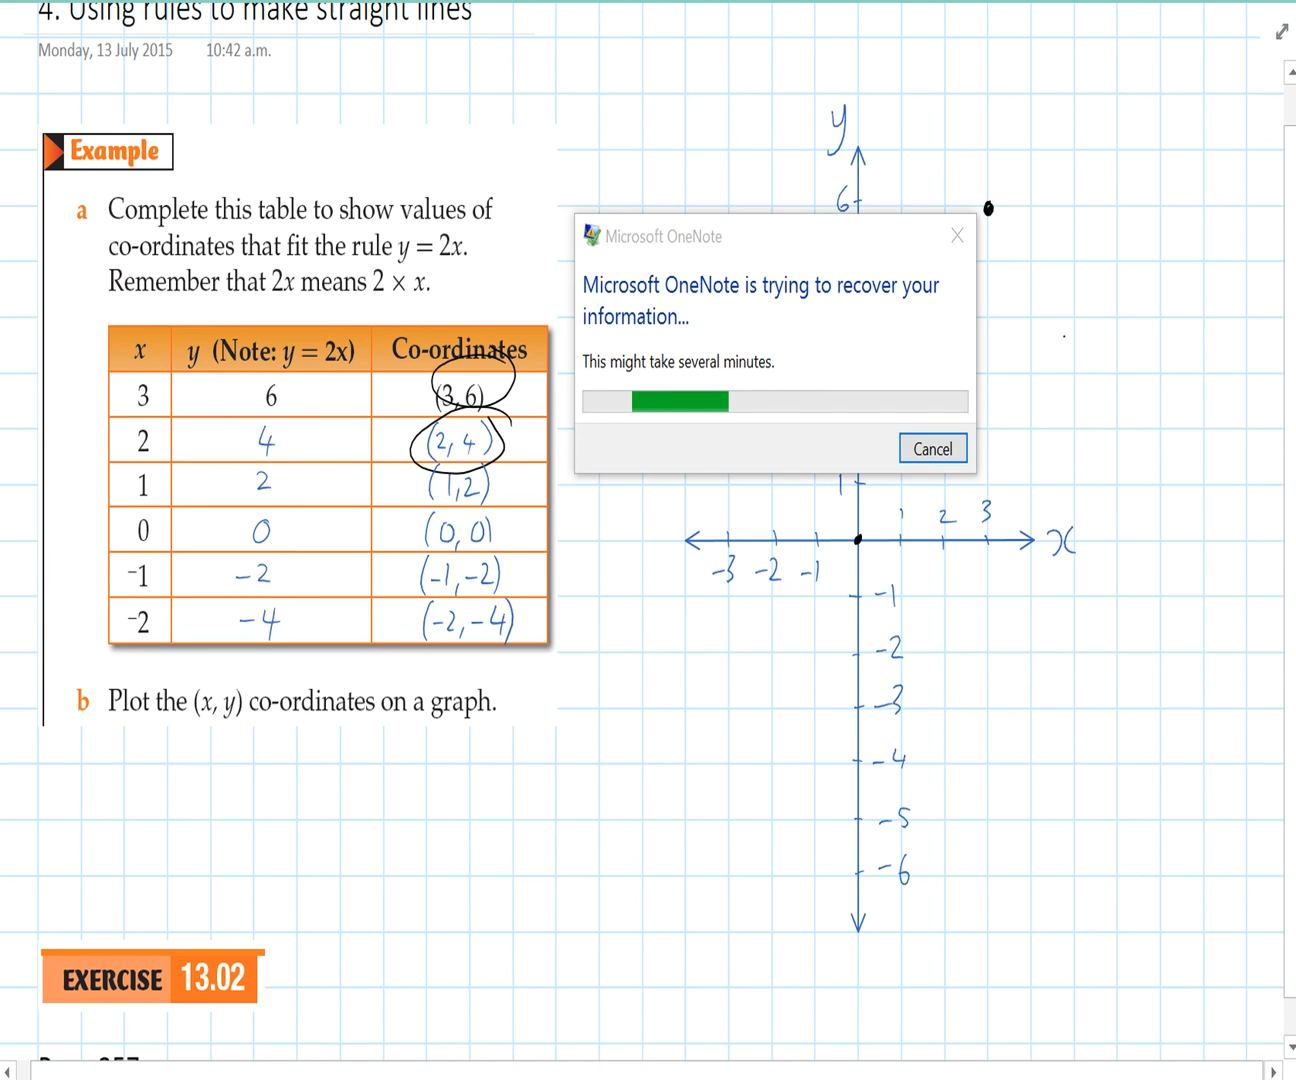 4. Using rules to make straight lines
Monday, 13 July 2015 10:42 a.m.
Example
a Complete this table to show values of
co-ordinates that fit the rule y = 2x.
Remember that 2x means 2 × x.
x y (Note: y = 2x) Co-ordinates
3 6 (3, 6)
2 4 (2, 4)
1 2 (1, 2)
0 0 (0, 0)
-1 -2 (-1, -2)
-2 -4 (-2, -4)
b Plot the (x, y) co-ordinates on a graph.
EXERCISE 13.02
y
6
Microsoft OneNote
Microsoft OneNote is trying to recover your
information...
This might take several minutes.
Cancel
1
1 2 3
x
-3 -2 -1
-1
-2
-3
-4
-5
-6